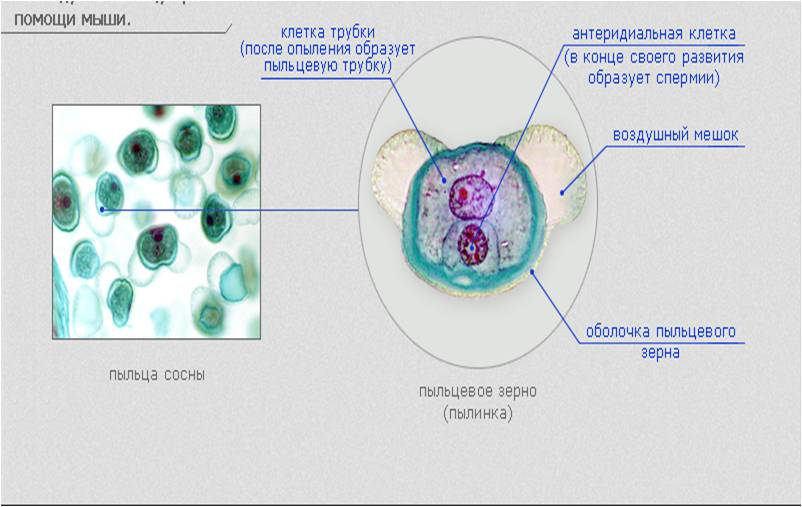 помощи мыши.
клетка трубки
(после опыления образует
пыльцевую трубку)
антеридиальная клетка
(в конце своего развития
образует спермии)
воздушный мешок
оболочка пыльцевого
зерна
пыльца сосны
пыльцевое зерно
(пылинка)